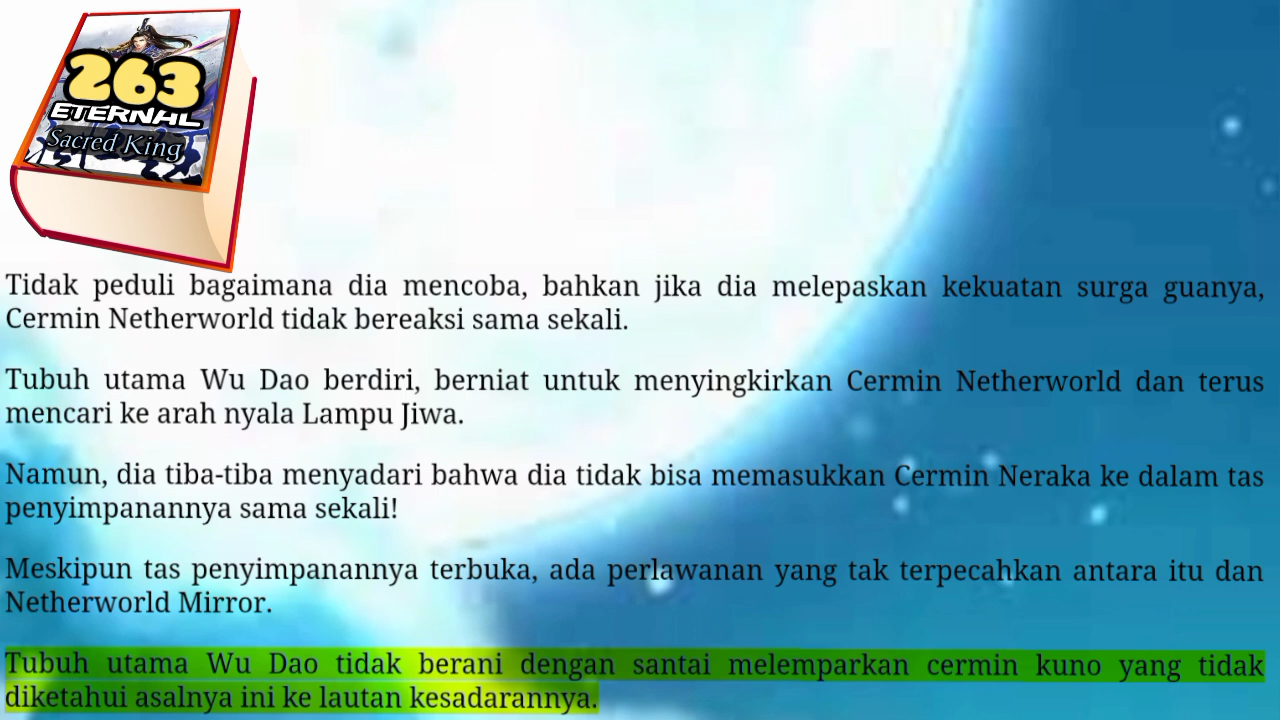 263
ETERNAL
Sacred King
Tidak peduli bagaimana dia mencoba, bahkan jika dia melepaskan kekuatan surga guanya,
Cermin Netherworld tidak bereaksi sama sekali.
Tubuh utama Wu Dao berdiri, berniat untuk menyingkirkan Cermin Netherworld dan terus
mencari ke arah nyala Lampu Jiwa.
Namun, dia tiba-tiba menyadari bahwa dia tidak bisa memasukkan Cermin Neraka ke dalam tas
penyimpanannya sama sekali!
Meskipun tas penyimpanannya terbuka, ada perlawanan yang tak terpecahkan antara itu dan
Netherworld Mirror.
Tubuh utama Wu Dao tidak berani dengan santai melemparkan cermin kuno yang tidak
diketahui asalnya ini ke lautan kesadarannya.